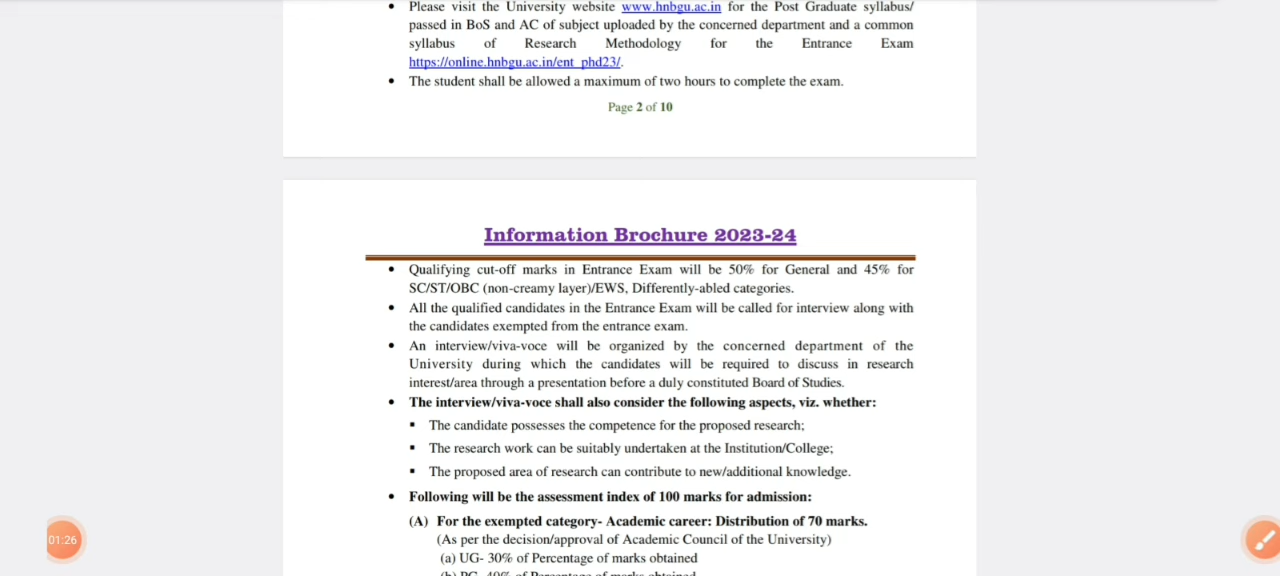 • Please visit the University website www.hnbgu.ac.in for the Post Graduate syllabus/
passed in BoS and AC of subject uploaded by the concerned department and a common
syllabus of Research Methodology for the Entrance Exam
https://online.hnbgu.ac.in/ent_phd23/.
• The student shall be allowed a maximum of two hours to complete the exam.
Page 2 of 10
Information Brochure 2023-24
• Qualifying cut-off marks in Entrance Exam will be 50% for General and 45% for
SC/ST/OBC (non-creamy layer)/EWS, Differently-abled categories.
• All the qualified candidates in the Entrance Exam will be called for interview along with
the candidates exempted from the entrance exam.
• An interview/viva-voce will be organized by the concerned department of the
University during which the candidates will be required to discuss in research
interest/area through a presentation before a duly constituted Board of Studies.
• The interview/viva-voce shall also consider the following aspects, viz. whether:
▪ The candidate possesses the competence for the proposed research;
▪ The research work can be suitably undertaken at the Institution/College;
▪ The proposed area of research can contribute to new/additional knowledge.
• Following will be the assessment index of 100 marks for admission:
(A) For the exempted category- Academic career: Distribution of 70 marks.
(As per the decision/approval of Academic Council of the University)
(a) UG- 30% of Percentage of marks obtained
(b) PG- 40% of Percentage of marks obtained
01:26